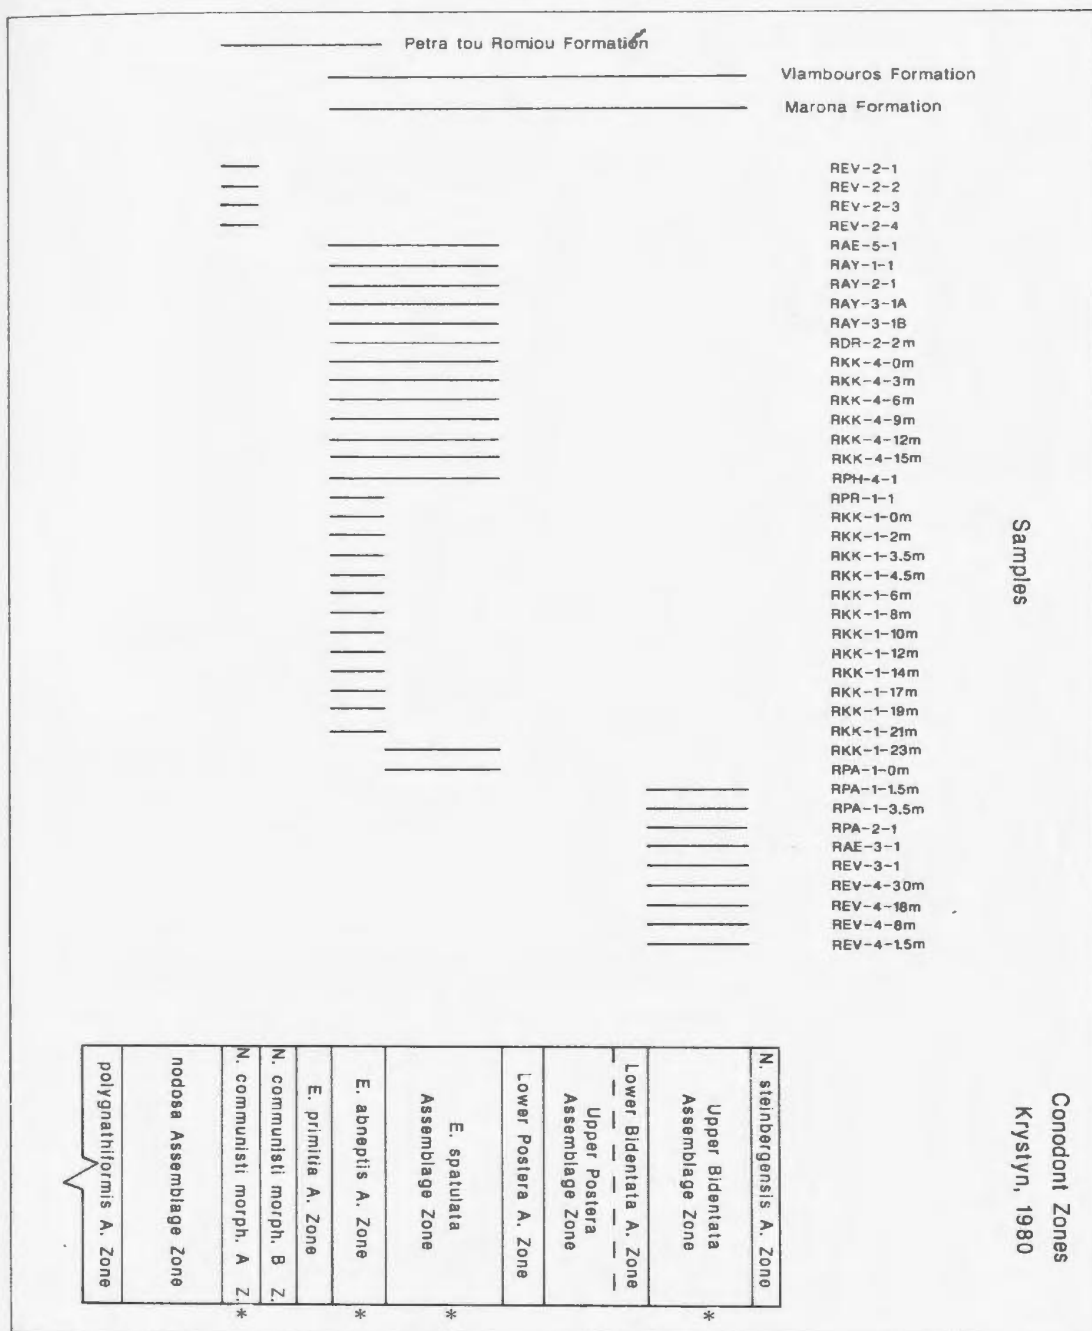 Petra tou Romiou Formation
Vlambouros Formation
Marona Formation
REV-2-1
REV-2-2
REV-2-3
REV-2-4
RAE-5-1
RAY-1-1
RAY-2-1
RAY-3-1A
RAY-3-1B
RDR-2-2m
RKK-4-0m
RKK-4-3m
RKK-4-6m
RKK-4-9m
RKK-4-12m
RKK-4-15m
RPH-4-1
RPR-1-1
RKK-1-0m
RKK-1-2m
RKK-1-3.5m
RKK-1-4.5m
RKK-1-6m
RKK-1-8m
RKK-1-10m
RKK-1-12m
RKK-1-14m
RKK-1-17m
RKK-1-19m
RKK-1-21m
RKK-1-23m
RPA-1-0m
RPA-1-1.5m
RPA-1-3.5m
RPA-2-1
RAE-3-1
REV-3-1
REV-4-30m
REV-4-18m
REV-4-8m
REV-4-1.5m
Samples
Conodont Zones
Krystyn, 1980
N. steinbergensis A. Zone
Upper Bidentata
Assemblage Zone
*
Lower Bidentata A. Zone
Upper Postera
Assemblage Zone
Lower Postera A. Zone
E. spatulata
Assemblage Zone
*
E. abneptis A. Zone
*
E. primitia A. Zone
N. communisti morph. B Z.
N. communisti morph. A Z.
*
nodosa Assemblage Zone
polygnathiformis A. Zone